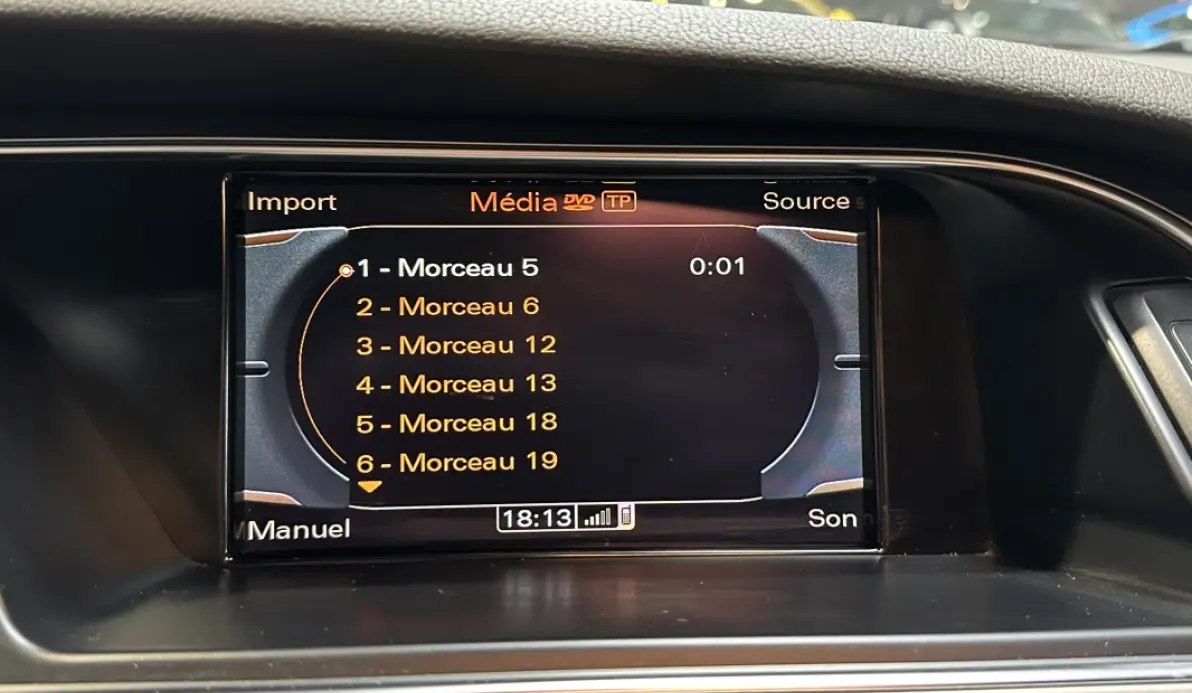 Import Média DVD TP Source
1 - Morceau 5 0:01
2 - Morceau 6
3 - Morceau 12
4 - Morceau 13
5 - Morceau 18
6 - Morceau 19
Manuel 18:13 Son